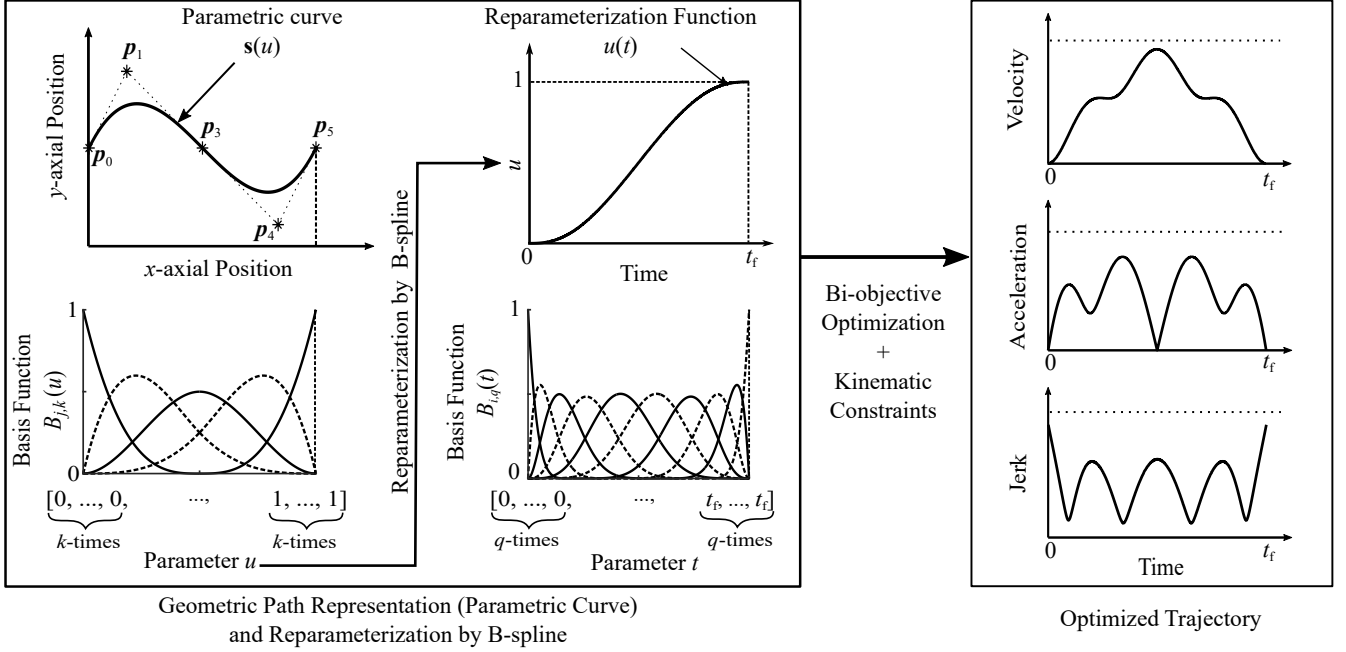 Parametric curve
s(u)
p1
p3
p5
p0
p4
y-axial Position
x-axial Position
1
0
Basis Function
Bj,k(u)
[0, ..., 0, ..., 1, ..., 1]
k-times k-times
Parameter u
Reparameterization by B-spline
Reparameterization Function
u(t)
1
u
0
tf
Time
1
0
Basis Function
Bi,q(t)
[0, ..., 0, ..., tf, ..., tf]
q-times q-times
Parameter t
Geometric Path Representation (Parametric Curve)
and Reparameterization by B-spline
Bi-objective
Optimization
+
Kinematic
Constraints
Velocity
0 tf
Acceleration
0 tf
Jerk
0 tf
Time
Optimized Trajectory